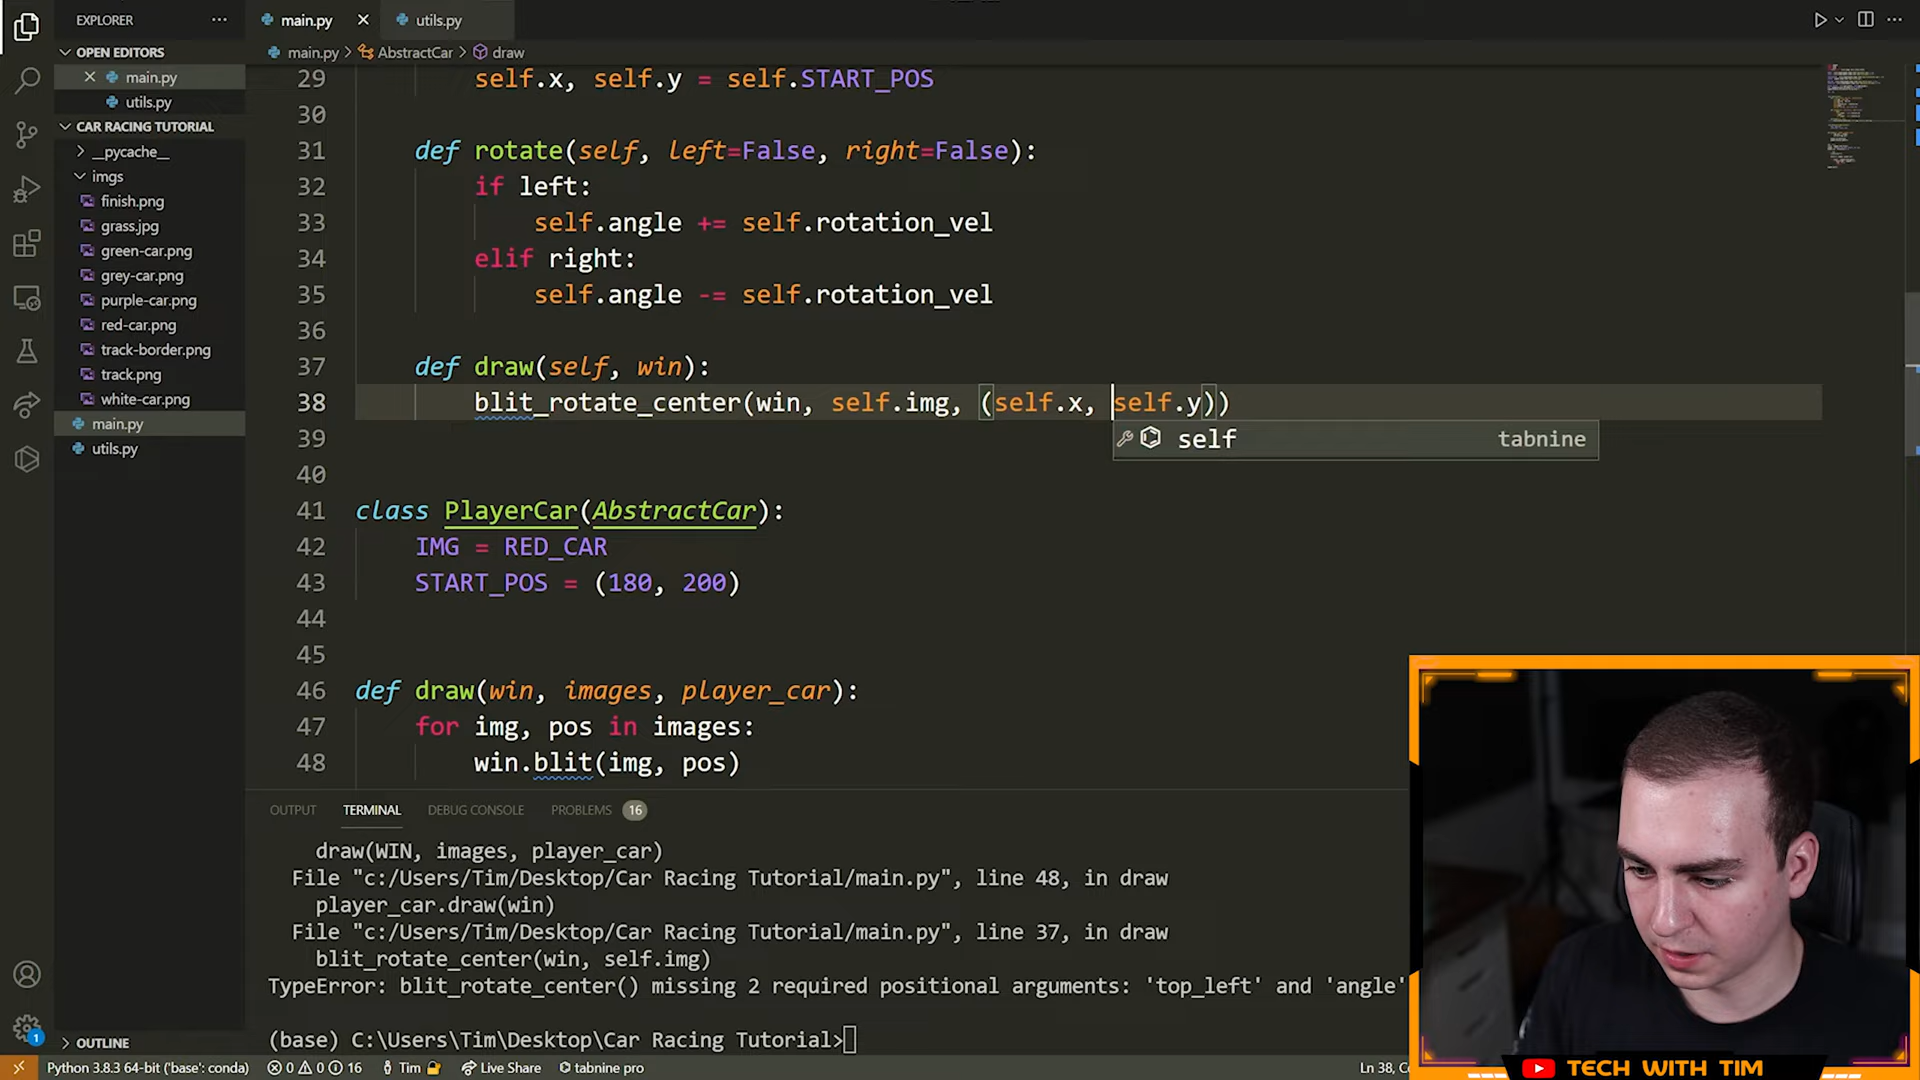 EXPLORER
OPEN EDITORS
main.py
utils.py
CAR RACING TUTORIAL
__pycache__
imgs
finish.png
grass.jpg
green-car.png
grey-car.png
purple-car.png
red-car.png
track-border.png
track.png
white-car.png
main.py
utils.py
OUTLINE
main.py
utils.py
main.py > AbstractCar > draw
29 self.x, self.y = self.START_POS
30
31 def rotate(self, left=False, right=False):
32 if left:
33 self.angle += self.rotation_vel
34 elif right:
35 self.angle -= self.rotation_vel
36
37 def draw(self, win):
38 blit_rotate_center(win, self.img, (self.x, self.y))
self tabnine
39
40
41 class PlayerCar(AbstractCar):
42 IMG = RED_CAR
43 START_POS = (180, 200)
44
45
46 def draw(win, images, player_car):
47 for img, pos in images:
48 win.blit(img, pos)
OUTPUT TERMINAL DEBUG CONSOLE PROBLEMS 16
draw(WIN, images, player_car)
File "c:/Users/Tim/Desktop/Car Racing Tutorial/main.py", line 48, in draw
player_car.draw(win)
File "c:/Users/Tim/Desktop/Car Racing Tutorial/main.py", line 37, in draw
blit_rotate_center(win, self.img)
TypeError: blit_rotate_center() missing 2 required positional arguments: 'top_left' and 'angle'
(base) C:\Users\Tim\Desktop\Car Racing Tutorial>
1
Python 3.8.3 64-bit ('base': conda) 0 0 16 Tim Live Share tabnine pro Ln 38, C
TECH WITH TIM